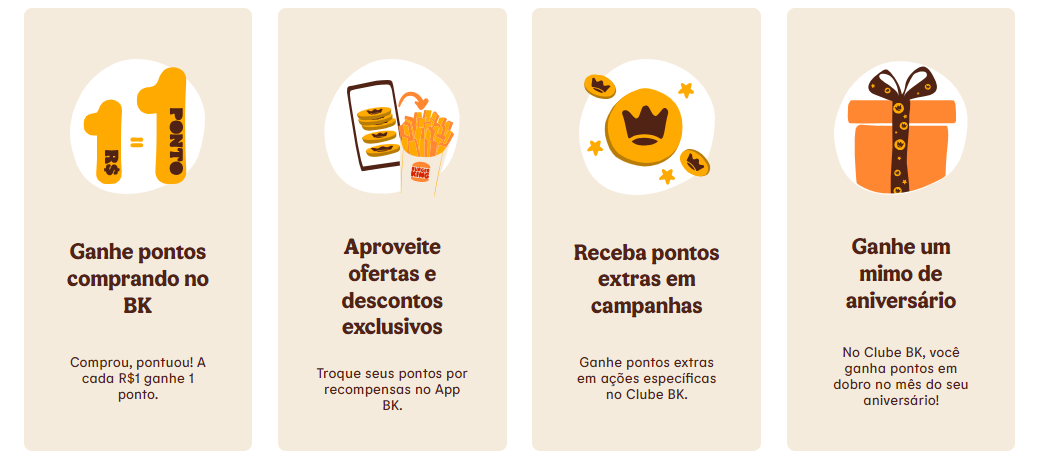 1 = 1
R$
PONTO
Ganhe pontos
comprando no
BK
Comprou, pontuou! A
cada R$1 ganhe 1
ponto.
BURGER
KING
Aproveite
ofertas e
descontos
exclusivos
Troque seus pontos por
recompensas no App
BK.
Receba pontos
extras em
campanhas
Ganhe pontos extras
em ações específicas
no Clube BK.
Ganhe um
mimo de
aniversário
No Clube BK, você
ganha pontos em
dobro no mês do seu
aniversário!